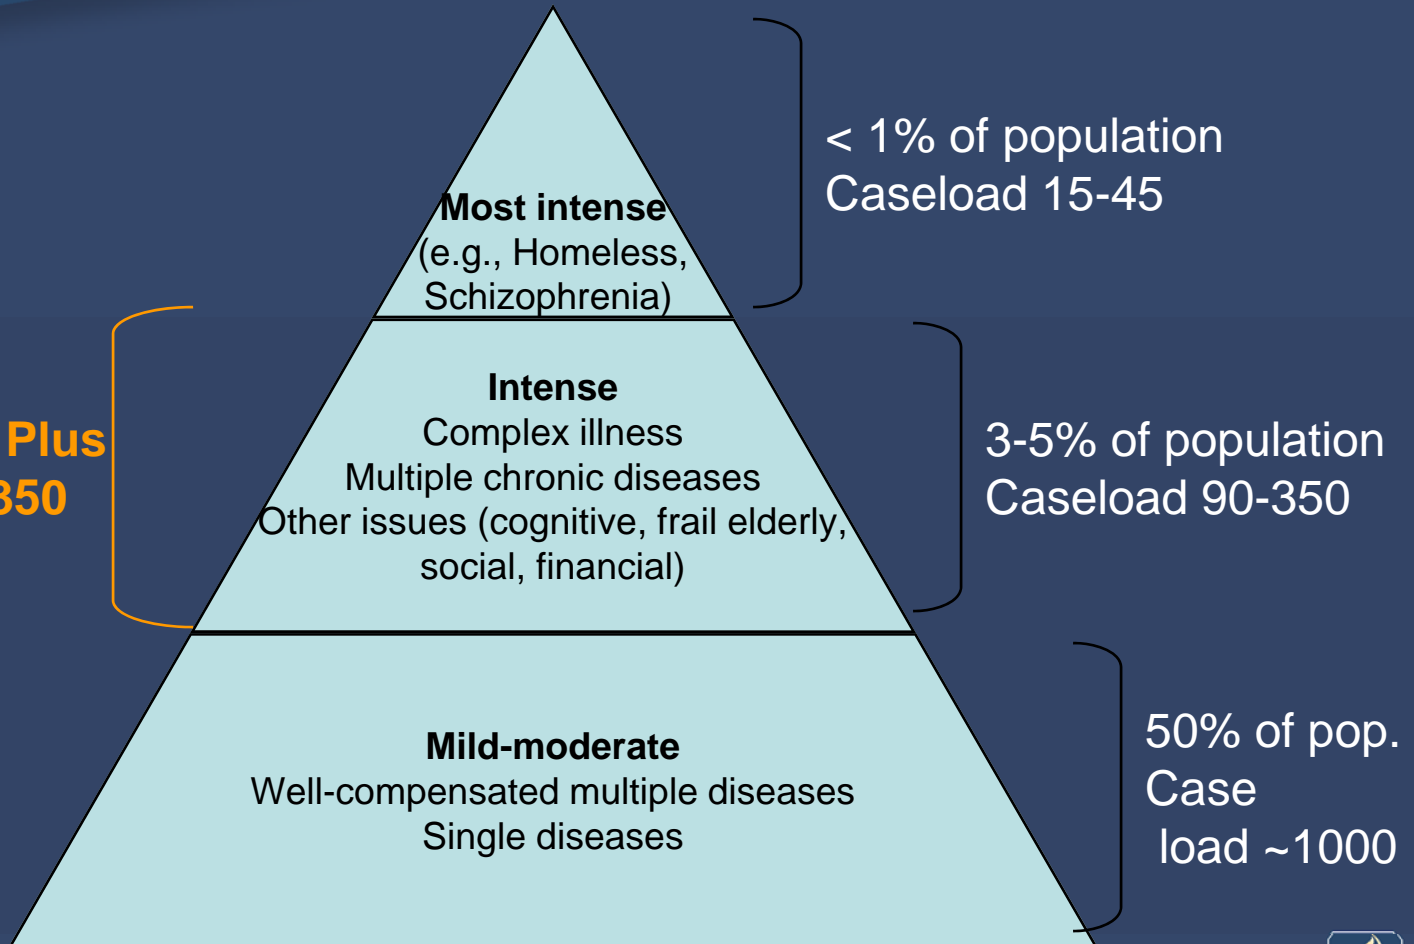 < 1% of population
Caseload 15-45
Most intense
(e.g., Homeless,
Schizophrenia)
Plus
350
Intense
Complex illness
Multiple chronic diseases
Other issues (cognitive, frail elderly,
social, financial)
3-5% of population
Caseload 90-350
Mild-moderate
Well-compensated multiple diseases
Single diseases
50% of pop.
Case
load ~1000